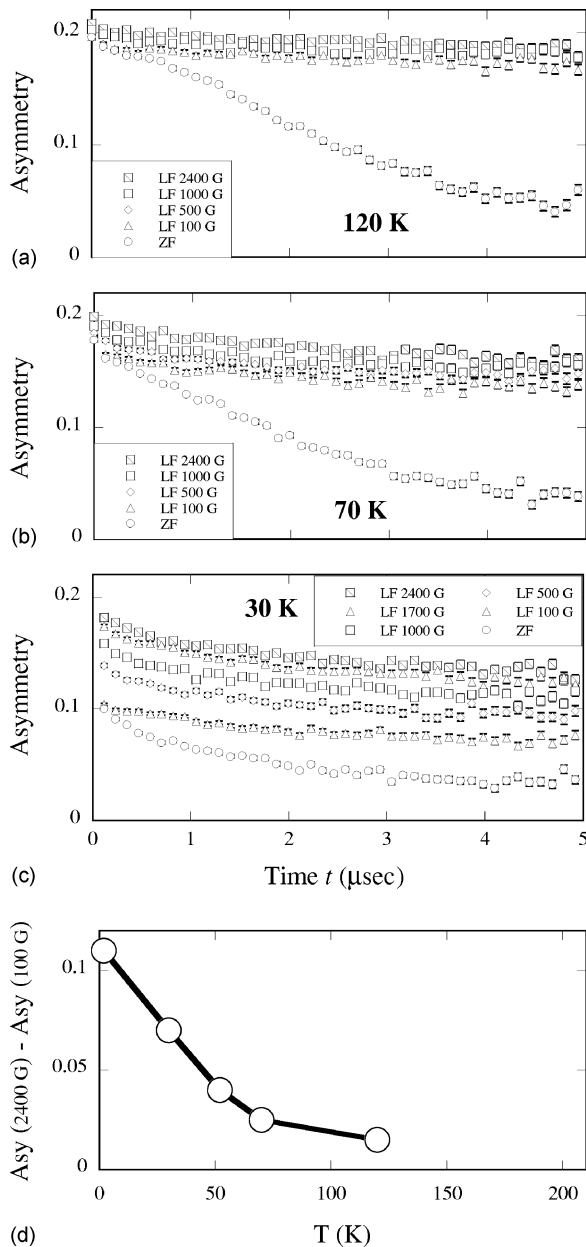 0.2
0.1
0
Asymmetry
LF 2400 G
LF 1000 G
LF 500 G
LF 100 G
ZF
120 K
(a)
0.2
0.1
0
Asymmetry
LF 2400 G
LF 1000 G
LF 500 G
LF 100 G
ZF
70 K
(b)
0.2
0.1
0
Asymmetry
30 K
LF 2400 G
LF 500 G
LF 1700 G
LF 100 G
LF 1000 G
ZF
0 1 2 3 4 5
(c)
Time t (μsec)
0.1
0.05
0
Asy (2400 G) - Asy (100 G)
0 50 100 150 200
(d)
T (K)